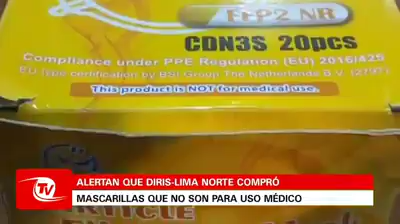 FFP2 NR
CDN3S 20pcs
Compliance under PPE Regulation (EU) 2016/425
EU type certification by BSI Group The Netherlands B.V. (2797)
This product is NOT for medical use.
ARTICLE
TV
ALERTAN QUE DIRIS-LIMA NORTE COMPRÓ
MASCARILLAS QUE NO SON PARA USO MÉDICO